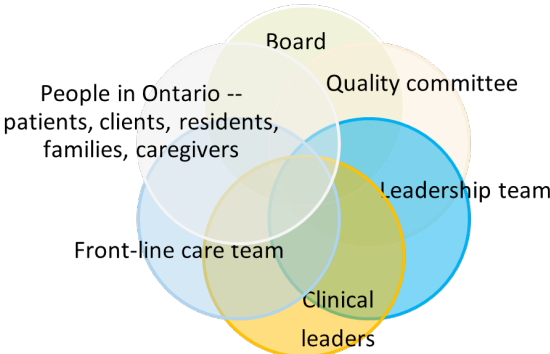 Board
Quality committee
People in Ontario --
patients, clients, residents,
families, caregivers
Leadership team
Front-line care team
Clinical
leaders